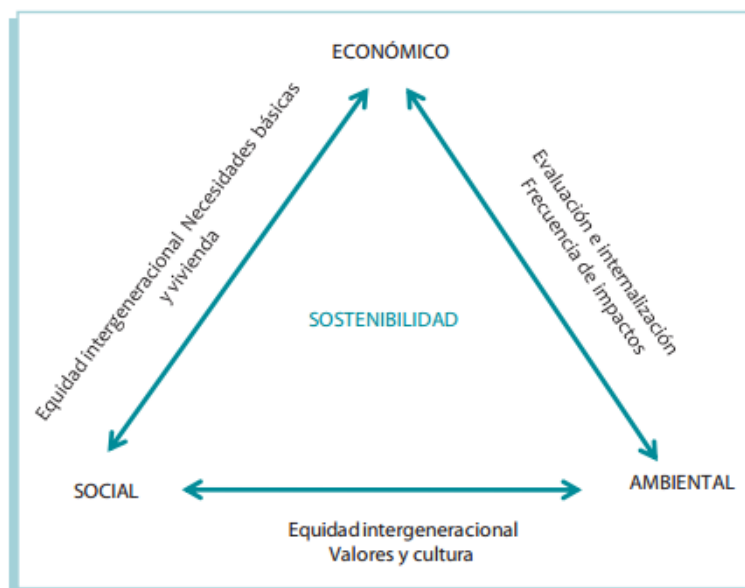 ECONÓMICO
Equidad intergeneracional Necesidades básicas
y vivienda
Evaluación e internalización
Frecuencia de impactos
SOSTENIBILIDAD
SOCIAL
AMBIENTAL
Equidad intergeneracional
Valores y cultura